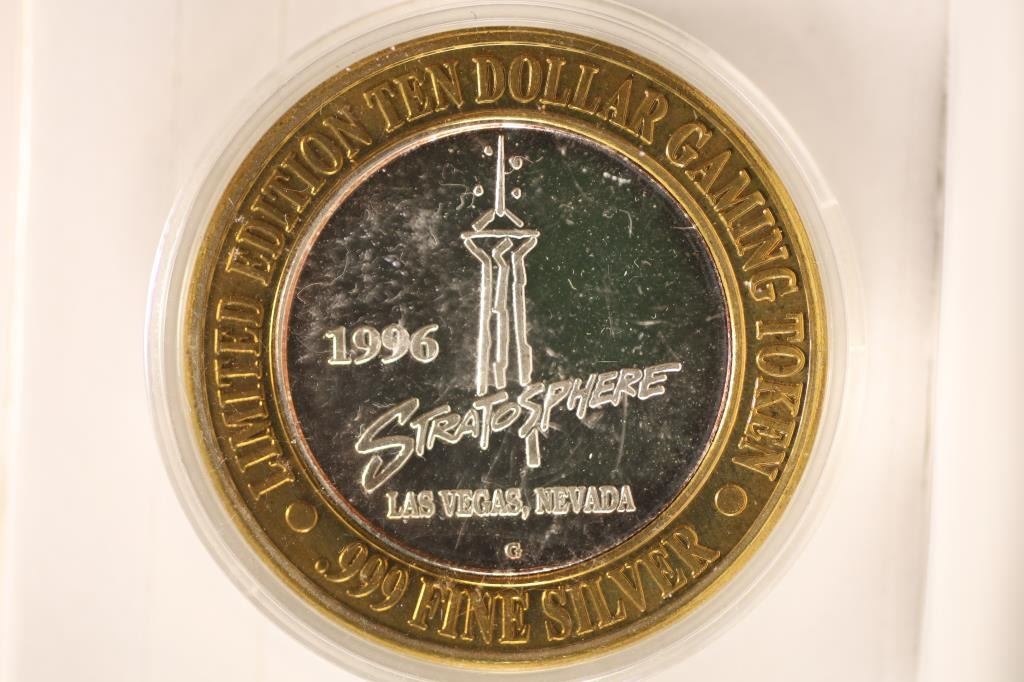 LIMITED EDITION TEN DOLLAR GAMING TOKEN
1996
STRATOSPHERE
LAS VEGAS, NEVADA
G
.999 FINE SILVER